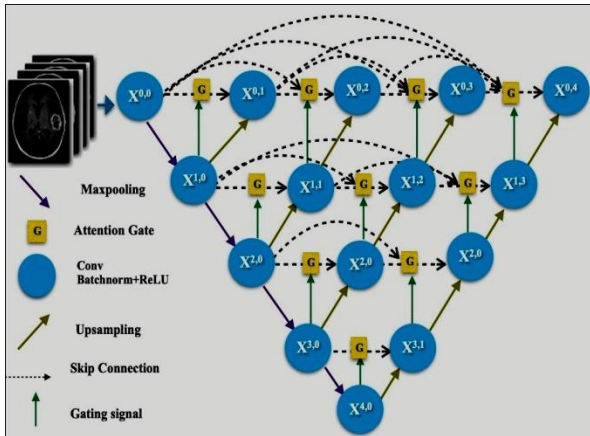 X0,0 G X0,1 G X0,2 G X0,3 G X0,4
X1,0 G X1,1 G X1,2 G X1,3
X2,0 G X2,0 G X2,0
X3,0 G X3,1
X4,0
Maxpooling
G Attention Gate
Conv
Batchnorm+ReLU
Upsampling
Skip Connection
Gating signal